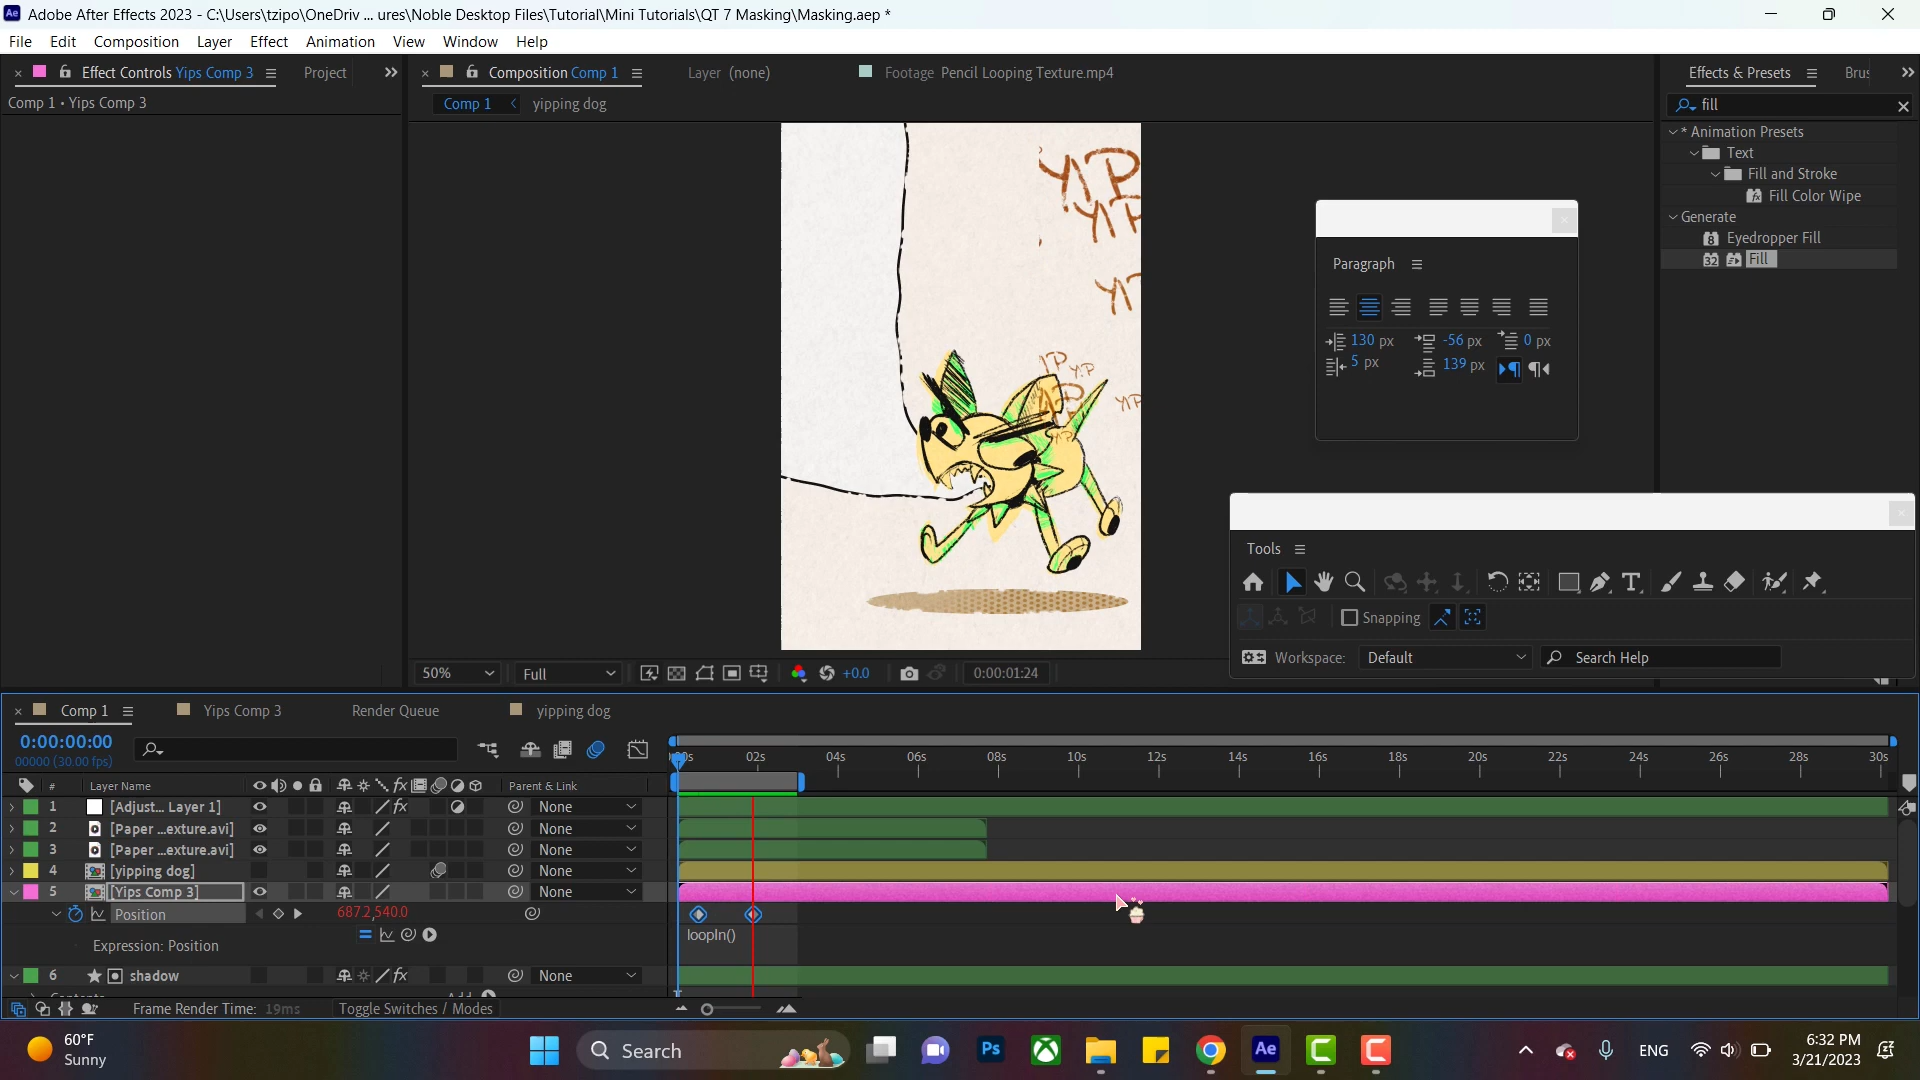 Ae Adobe After Effects 2023 - C:\Users\tzipo\OneDriv ... ures\Noble Desktop Files\Tutorial\Mini Tutorials\QT 7 Masking\Masking.aep *
File Edit Composition Layer Effect Animation View Window Help
Effect Controls Yips Comp 3 Project
Comp 1 • Yips Comp 3
Composition Comp 1 Layer (none) Footage Pencil Looping Texture.mp4
Comp 1 < yipping dog
Effects & Presets
fill
* Animation Presets
Text
Fill and Stroke
Fill Color Wipe
Generate
Eyedropper Fill
Fill
YIP
YIP
Paragraph
130 px -56 px 0 px
5 px 139 px
Tools
Snapping
Workspace: Default Search Help
50% Full +0.0 0:00:01:24
Comp 1 Yips Comp 3 Render Queue yipping dog
0:00:00:00
00000 (30.00 fps)
02s 04s 06s 08s 10s 12s 14s 16s 18s 20s 22s 24s 26s 28s 30s
# Layer Name Parent & Link
1 [Adjust... Layer 1] None
2 [Paper ...exture.avi] None
3 [Paper ...exture.avi] None
4 [yipping dog] None
5 [Yips Comp 3] None
Position 687.2,540.0
Expression: Position loopIn()
6 shadow None
Frame Render Time: 19ms Toggle Switches / Modes
60°F
Sunny
Search
Ps
Ae
ENG
6:32 PM
3/21/2023